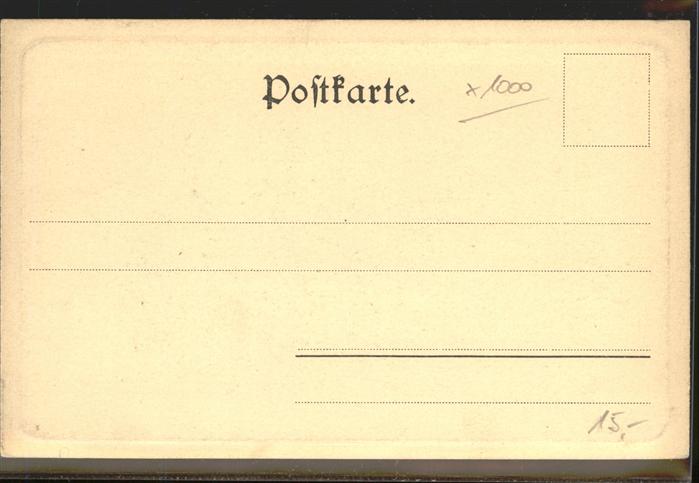 Postkarte.
x1000
15,-